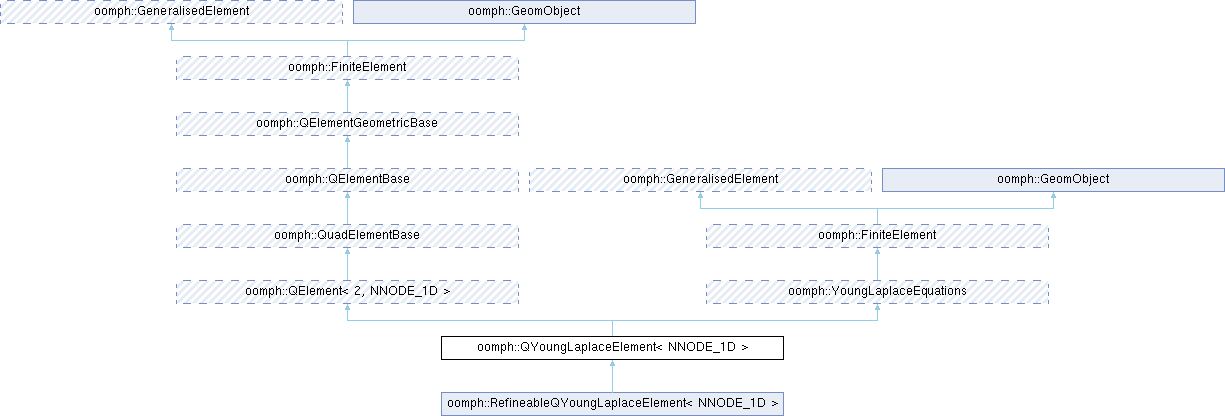 oomph::GeneralisedElement
oomph::GeomObject
oomph::FiniteElement
oomph::QElementGeometricBase
oomph::QElementBase
oomph::GeneralisedElement
oomph::GeomObject
oomph::QuadElementBase
oomph::FiniteElement
oomph::QElement< 2, NNODE_1D >
oomph::YoungLaplaceEquations
oomph::QYoungLaplaceElement< NNODE_1D >
oomph::RefineableQYoungLaplaceElement< NNODE_1D >